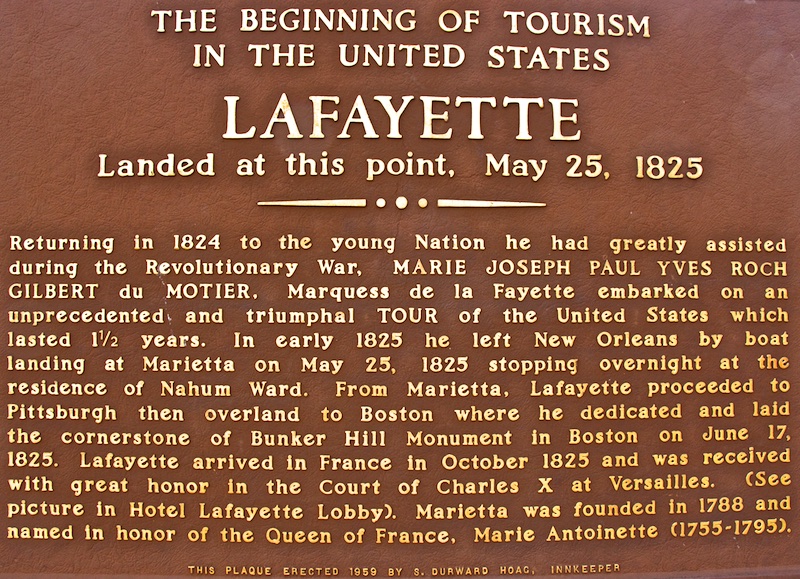 THE BEGINNING OF TOURISM
IN THE UNITED STATES
LAFAYETTE
Landed at this point, May 25, 1825
Returning in 1824 to the young Nation he had greatly assisted
during the Revolutionary War, MARIE JOSEPH PAUL YVES ROCH
GILBERT du MOTIER, Marquess de la Fayette embarked on an
unprecedented and triumphal TOUR of the United States which
lasted 1½ years. In early 1825 he left New Orleans by boat
landing at Marietta on May 25, 1825 stopping overnight at the
residence of Nahum Ward. From Marietta, Lafayette proceeded to
Pittsburgh then overland to Boston where he dedicated and laid
the cornerstone of Bunker Hill Monument in Boston on June 17,
1825. Lafayette arrived in France in October 1825 and was received
with great honor in the Court of Charles X at Versailles. (See
picture in Hotel Lafayette Lobby). Marietta was founded in 1788 and
named in honor of the Queen of France, Marie Antoinette (1755-1795).
THIS PLAQUE ERECTED 1959 BY S. DURWARD HOAG, INNKEEPER